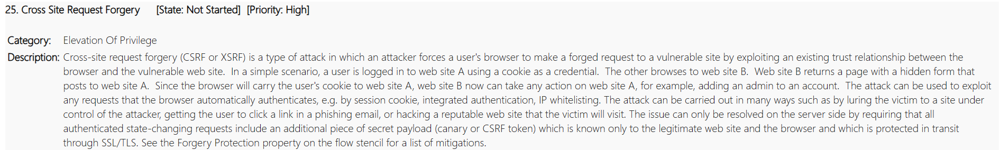 25. Cross Site Request Forgery [State: Not Started] [Priority: High]
Category: Elevation Of Privilege
Description: Cross-site request forgery (CSRF or XSRF) is a type of attack in which an attacker forces a user's browser to make a forged request to a vulnerable site by exploiting an existing trust relationship between the
browser and the vulnerable web site. In a simple scenario, a user is logged in to web site A using a cookie as a credential. The other browses to web site B. Web site B returns a page with a hidden form that
posts to web site A. Since the browser will carry the user's cookie to web site A, web site B now can take any action on web site A, for example, adding an admin to an account. The attack can be used to exploit
any requests that the browser automatically authenticates, e.g. by session cookie, integrated authentication, IP whitelisting. The attack can be carried out in many ways such as by luring the victim to a site under
control of the attacker, getting the user to click a link in a phishing email, or hacking a reputable web site that the victim will visit. The issue can only be resolved on the server side by requiring that all
authenticated state-changing requests include an additional piece of secret payload (canary or CSRF token) which is known only to the legitimate web site and the browser and which is protected in transit
through SSL/TLS. See the Forgery Protection property on the flow stencil for a list of mitigations.